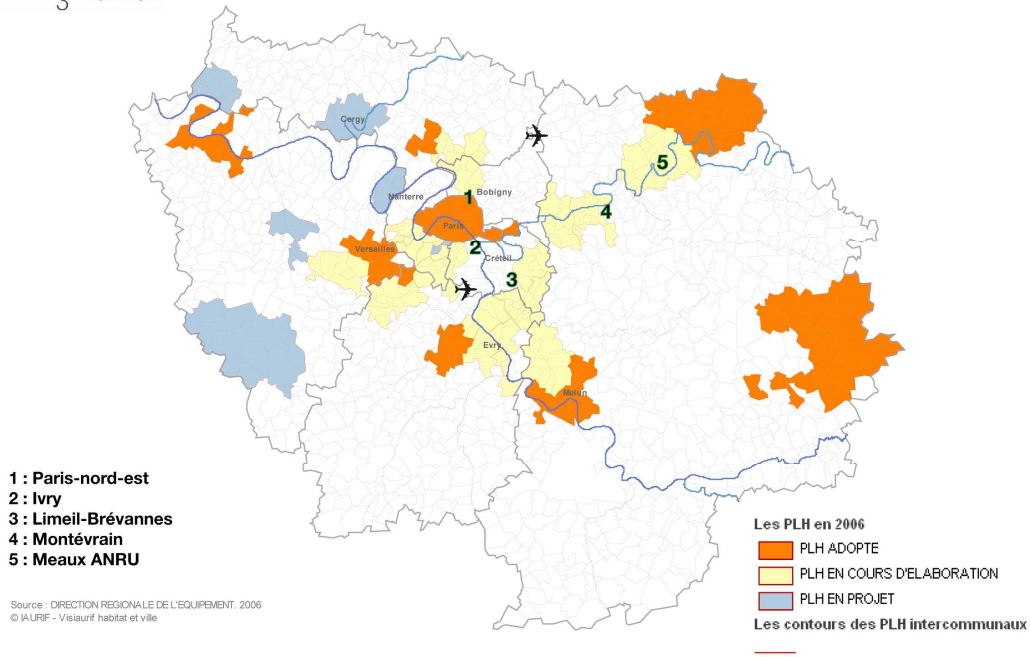 Cergy
Nanterre
1
Bobigny
Paris
Versailles
2
Créteil
3
4
5
Evry
Melun
1 : Paris-nord-est
2 : Ivry
3 : Limeil-Brévannes
4 : Montévrain
5 : Meaux ANRU
Source : DIRECTION REGIONALE DE L'EQUIPEMENT. 2006
© IAURIF - Visiaurif habitat et ville
Les PLH en 2006
PLH ADOPTE
PLH EN COURS D'ELABORATION
PLH EN PROJET
Les contours des PLH intercommunaux